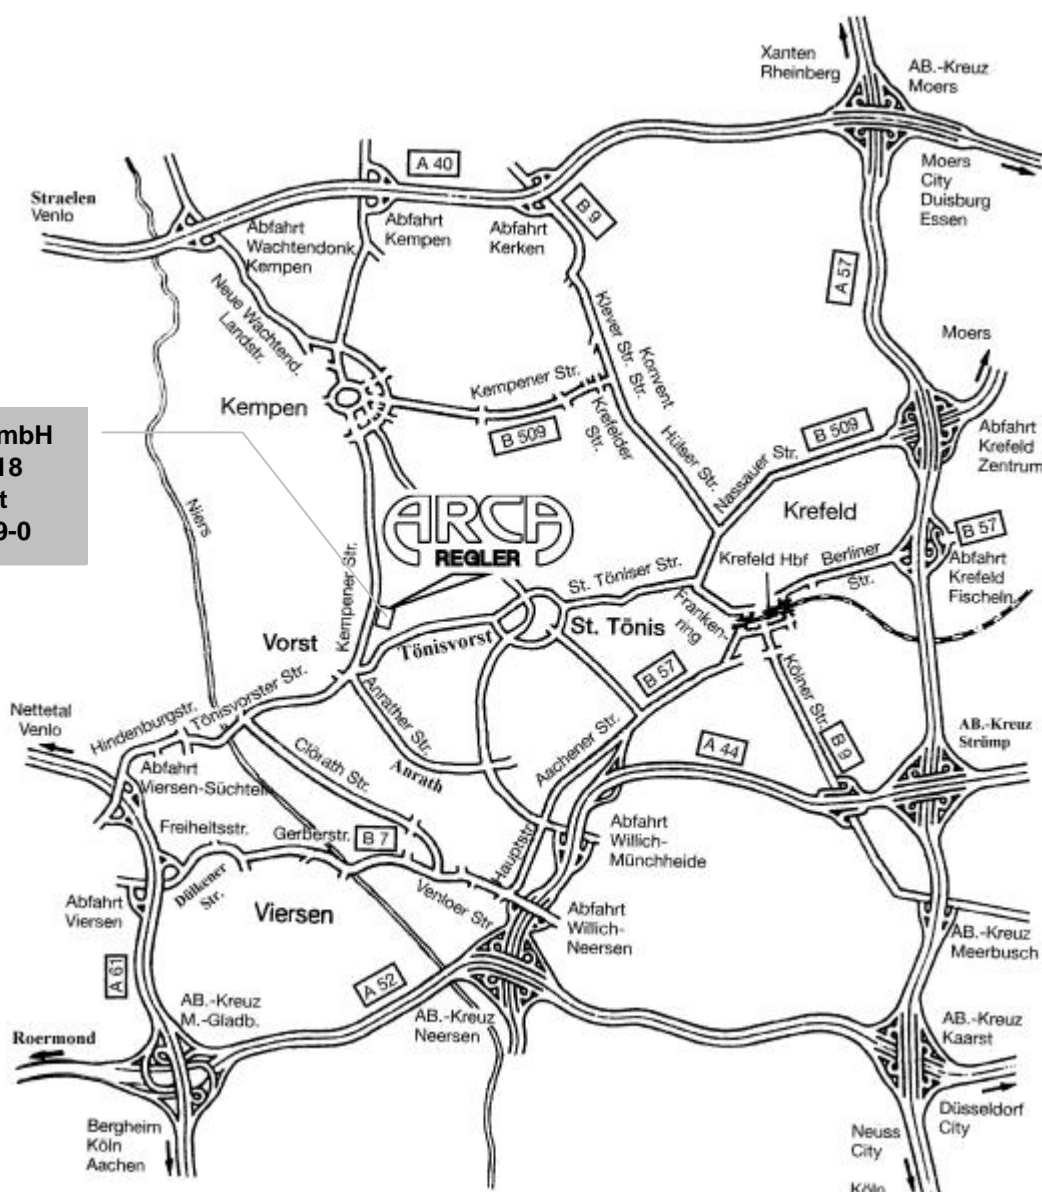 Xanten
Rheinberg
AB.-Kreuz
Moers
A 40
Moers
City
Duisburg
Essen
Straelen
Venlo
Abfahrt
Wachtendonk
Kempen
Abfahrt
Kempen
Abfahrt
Kerken
B 9
A 57
Neue Wachtend.
Landstr.
Klever Str.
Konvent
Str.
Moers
Kempen
Kempener Str.
B 509
Krefelder
Str.
Hülser Str.
Nassauer Str.
B 509
Abfahrt
Krefeld
Zentrum
mbH
18
t
9-0
Niers
ARCA
REGLER
Krefeld
Krefeld Hbf
Berliner
Str.
B 57
Abfahrt
Krefeld
Fischeln
Kempener Str.
St. Töniser Str.
Franken-
ring
Vorst
Tönisvorst
St. Tönis
B 57
Kölner Str.
B 9
Nettetal
Venlo
Hindenburgstr.
Tönisvorster Str.
Anrather Str.
Anrath
Clörath Str.
Aachener Str.
A 44
AB.-Kreuz
Strümp
Abfahrt
Viersen-Süchteln
Freiheitsstr.
Gerberstr.
B 7
Hauptstr.
Abfahrt
Willich-
Münchheide
Dülkener
Str.
Abfahrt
Viersen
Viersen
Venloer Str.
Abfahrt
Willich-
Neersen
AB.-Kreuz
Meerbusch
A 61
A 52
AB.-Kreuz
M.-Gladb.
AB.-Kreuz
Neersen
AB.-Kreuz
Kaarst
Roermond
Bergheim
Köln
Aachen
Düsseldorf
City
Neuss
City
Köln